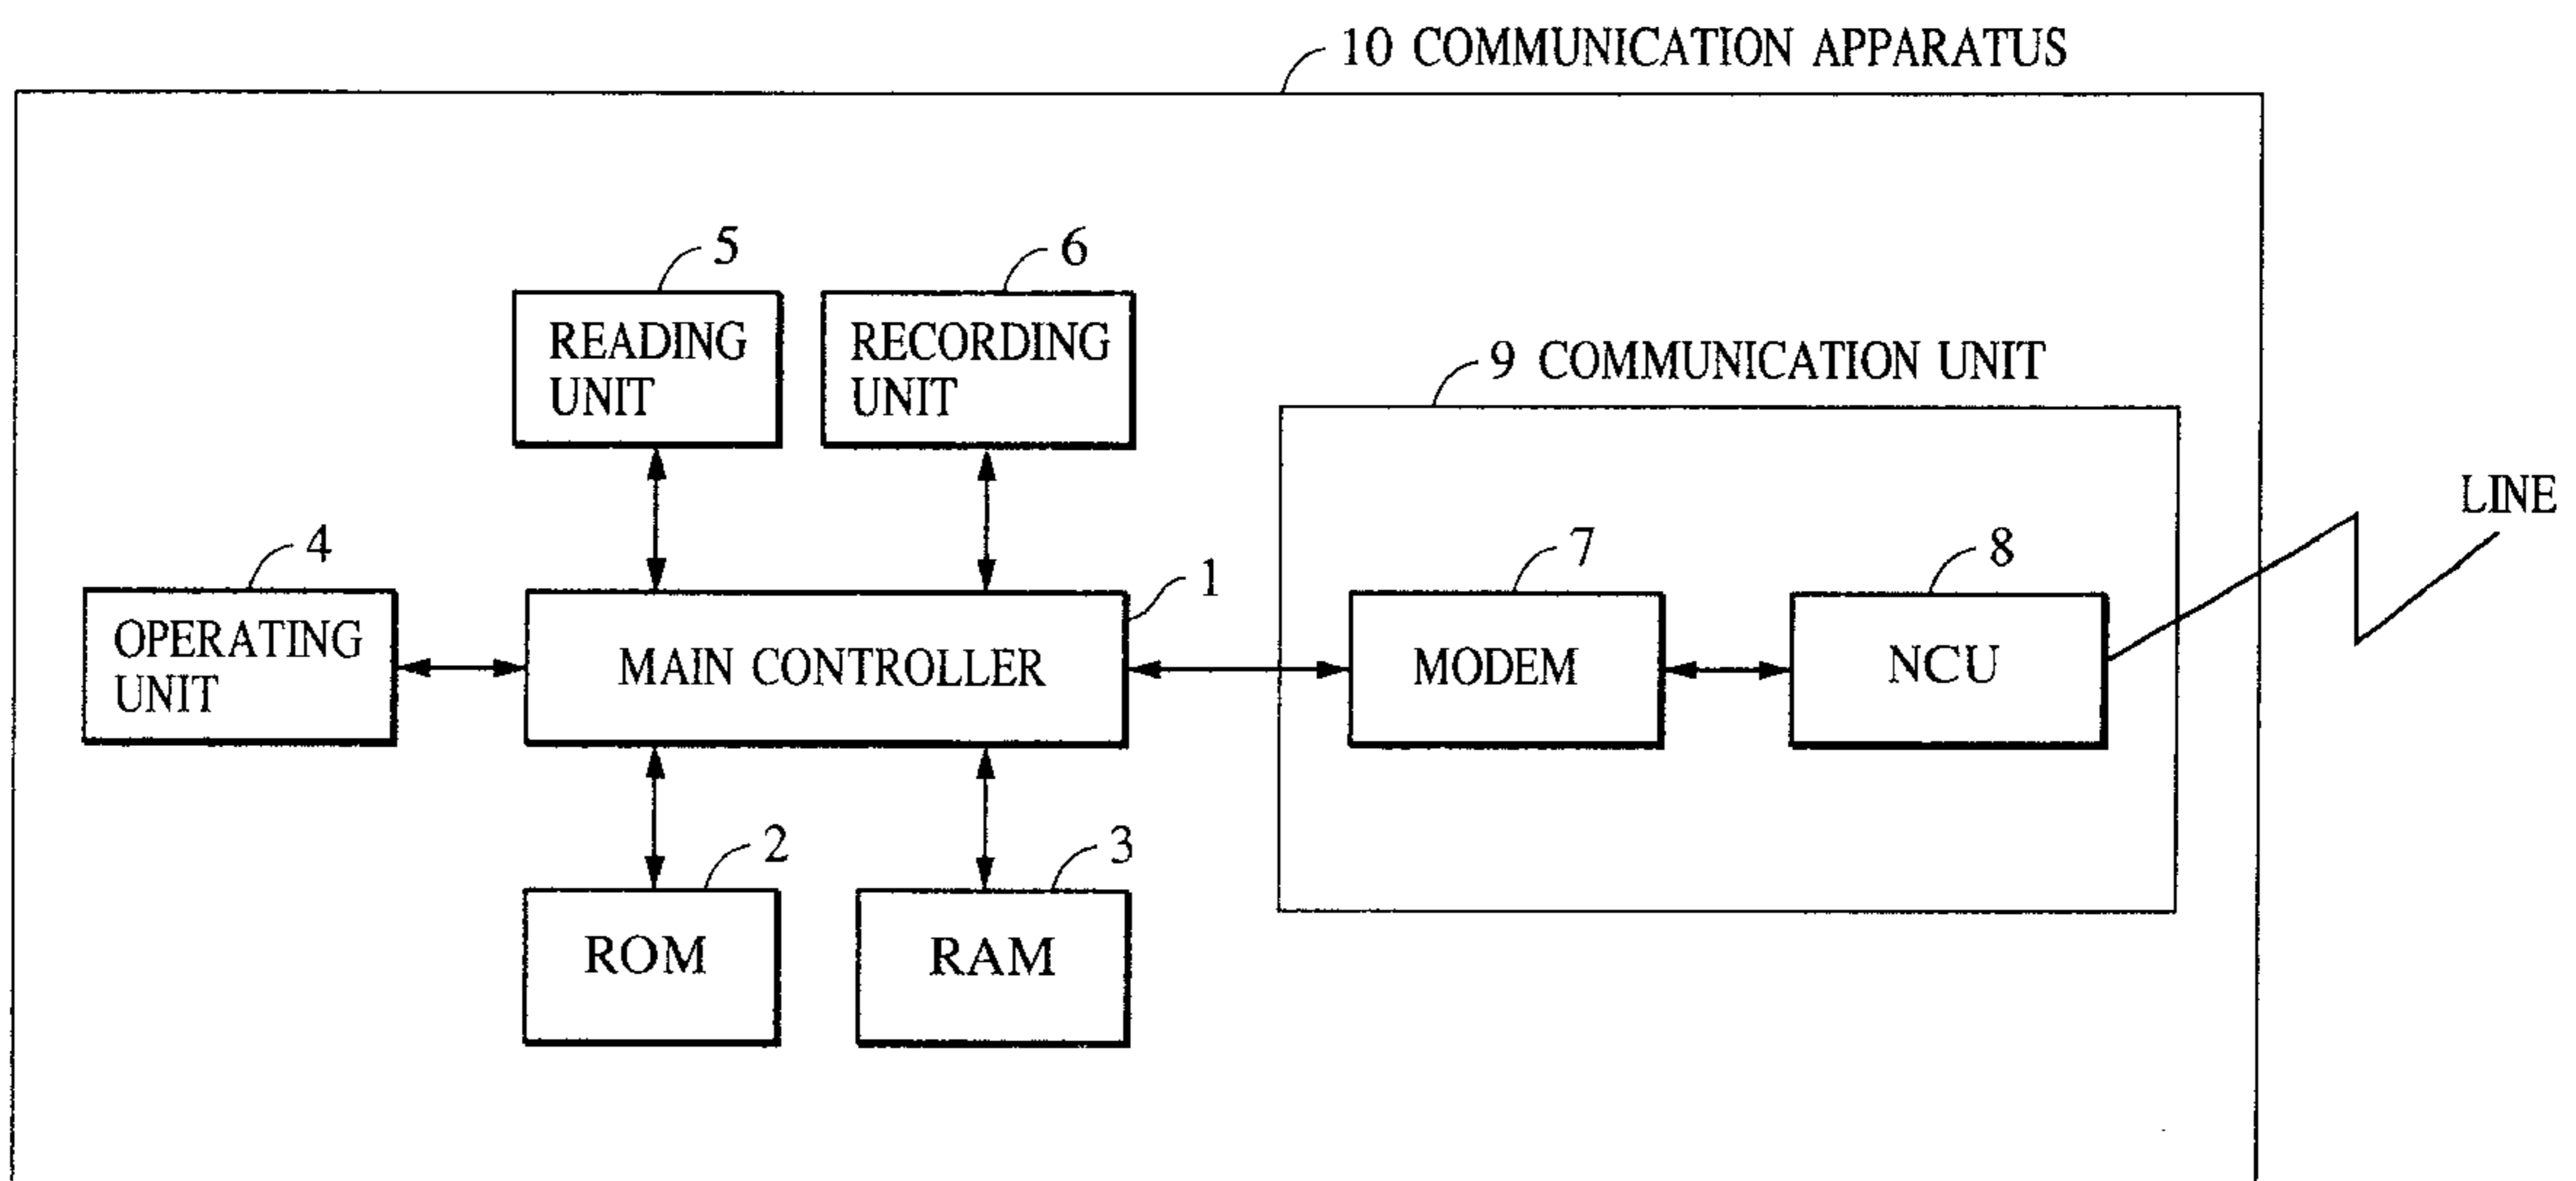 10 COMMUNICATION APPARATUS
5
6
READING
UNIT
RECORDING
UNIT
9 COMMUNICATION UNIT
LINE
4
1
7
8
OPERATING
UNIT
MAIN CONTROLLER
MODEM
NCU
2
3
ROM
RAM